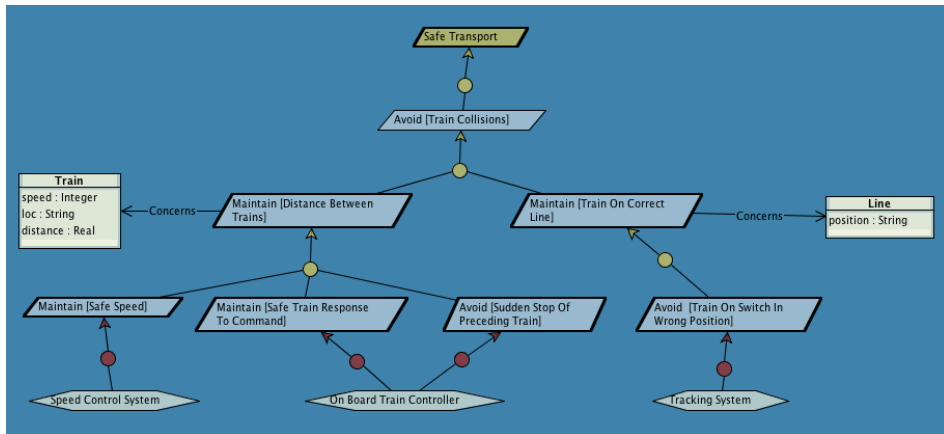 Safe Transport
Avoid [Train Collisions]
Train
speed : Integer
loc : String
distance : Real
Concerns
Maintain [Distance Between
Trains]
Maintain [Train On Correct
Line]
Concerns
Line
position : String
Maintain [Safe Speed]
Maintain [Safe Train Response
To Command]
Avoid [Sudden Stop Of
Preceding Train]
Avoid  [Train On Switch In
Wrong Position]
Speed Control System
On Board Train Controller
Tracking System